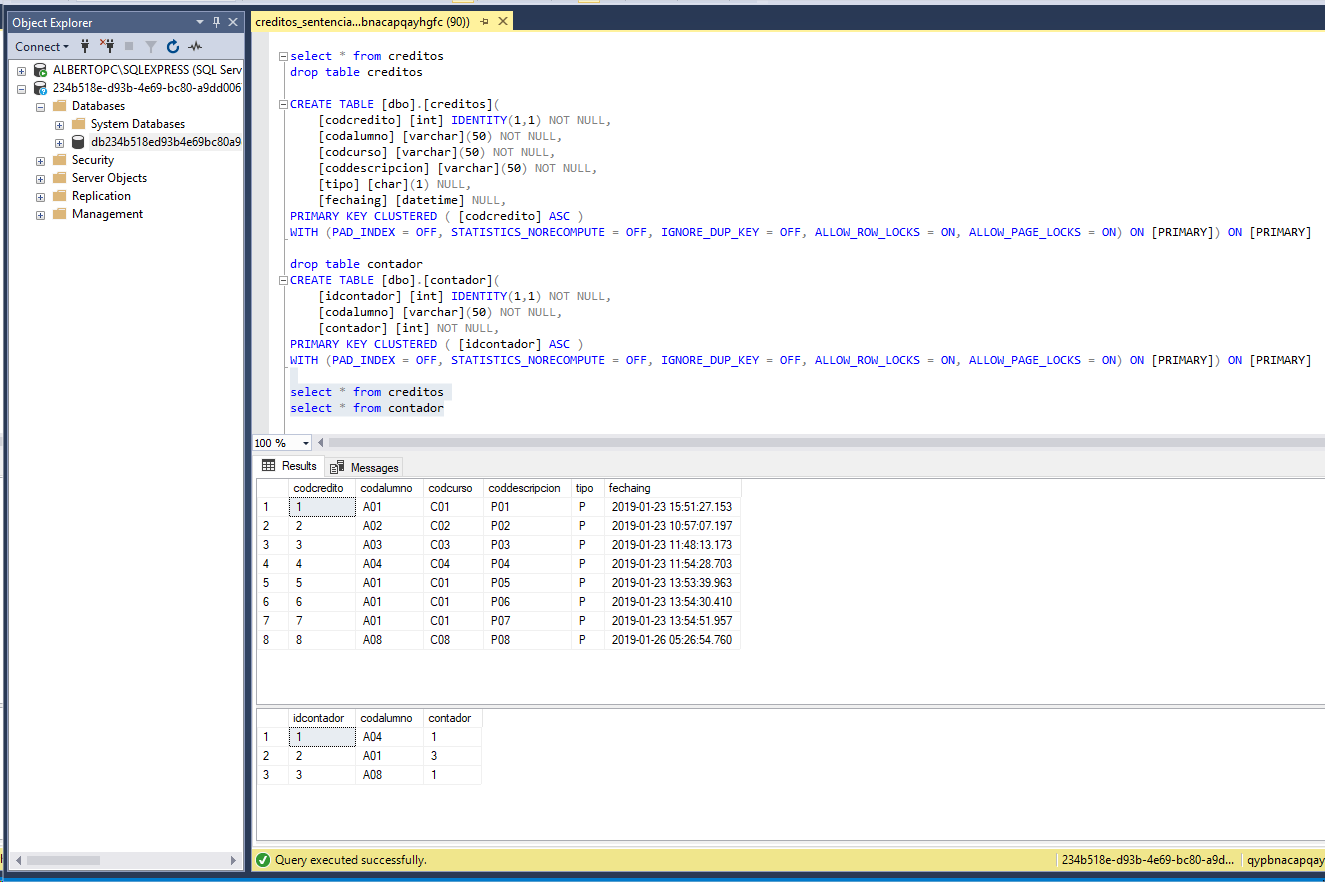 Object Explorer
Connect
ALBERTOPC\SQLEXPRESS (SQL Serv
234b518e-d93b-4e69-bc80-a9dd006
Databases
System Databases
db234b518ed93b4e69bc80a9
Security
Server Objects
Replication
Management
creditos_sentencia...bnacapqayhgfc (90))
select * from creditos
drop table creditos
CREATE TABLE [dbo].[creditos](
[codcredito] [int] IDENTITY(1,1) NOT NULL,
[codalumno] [varchar](50) NOT NULL,
[codcurso] [varchar](50) NOT NULL,
[coddescripcion] [varchar](50) NOT NULL,
[tipo] [char](1) NULL,
[fechaing] [datetime] NULL,
PRIMARY KEY CLUSTERED ( [codcredito] ASC )
WITH (PAD_INDEX = OFF, STATISTICS_NORECOMPUTE = OFF, IGNORE_DUP_KEY = OFF, ALLOW_ROW_LOCKS = ON, ALLOW_PAGE_LOCKS = ON) ON [PRIMARY]) ON [PRIMARY]
drop table contador
CREATE TABLE [dbo].[contador](
[idcontador] [int] IDENTITY(1,1) NOT NULL,
[codalumno] [varchar](50) NOT NULL,
[contador] [int] NOT NULL,
PRIMARY KEY CLUSTERED ( [idcontador] ASC )
WITH (PAD_INDEX = OFF, STATISTICS_NORECOMPUTE = OFF, IGNORE_DUP_KEY = OFF, ALLOW_ROW_LOCKS = ON, ALLOW_PAGE_LOCKS = ON) ON [PRIMARY]) ON [PRIMARY]
select * from creditos
select * from contador
100 %
Results Messages
codcredito codalumno codcurso coddescripcion tipo fechaing
1 1 A01 C01 P01 P 2019-01-23 15:51:27.153
2 2 A02 C02 P02 P 2019-01-23 10:57:07.197
3 3 A03 C03 P03 P 2019-01-23 11:48:13.173
4 4 A04 C04 P04 P 2019-01-23 11:54:28.703
5 5 A01 C01 P05 P 2019-01-23 13:53:39.963
6 6 A01 C01 P06 P 2019-01-23 13:54:30.410
7 7 A01 C01 P07 P 2019-01-23 13:54:51.957
8 8 A08 C08 P08 P 2019-01-26 05:26:54.760
idcontador codalumno contador
1 1 A04 1
2 2 A01 3
3 3 A08 1
Query executed successfully.
234b518e-d93b-4e69-bc80-a9d...
qypbnacapqay